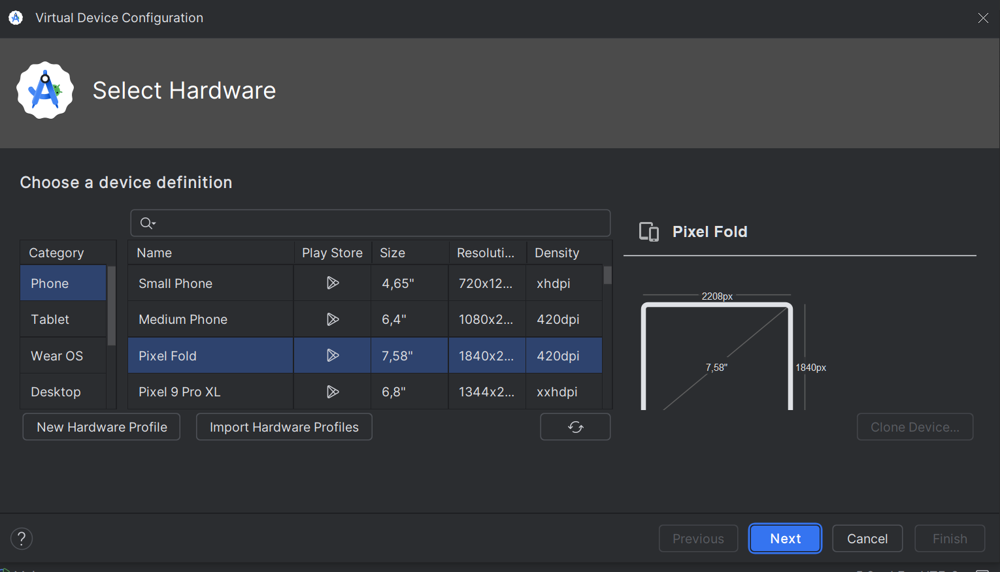 Virtual Device Configuration
Select Hardware
Choose a device definition
Category
Phone
Tablet
Wear OS
Desktop
Name Play Store Size Resoluti... Density
Small Phone 4,65" 720x12... xhdpi
Medium Phone 6,4" 1080x2... 420dpi
Pixel Fold 7,58" 1840x2... 420dpi
Pixel 9 Pro XL 6,8" 1344x2... xxhdpi
New Hardware Profile Import Hardware Profiles
Pixel Fold
2208px
7,58" 1840px
Clone Device...
? Previous Next Cancel Finish